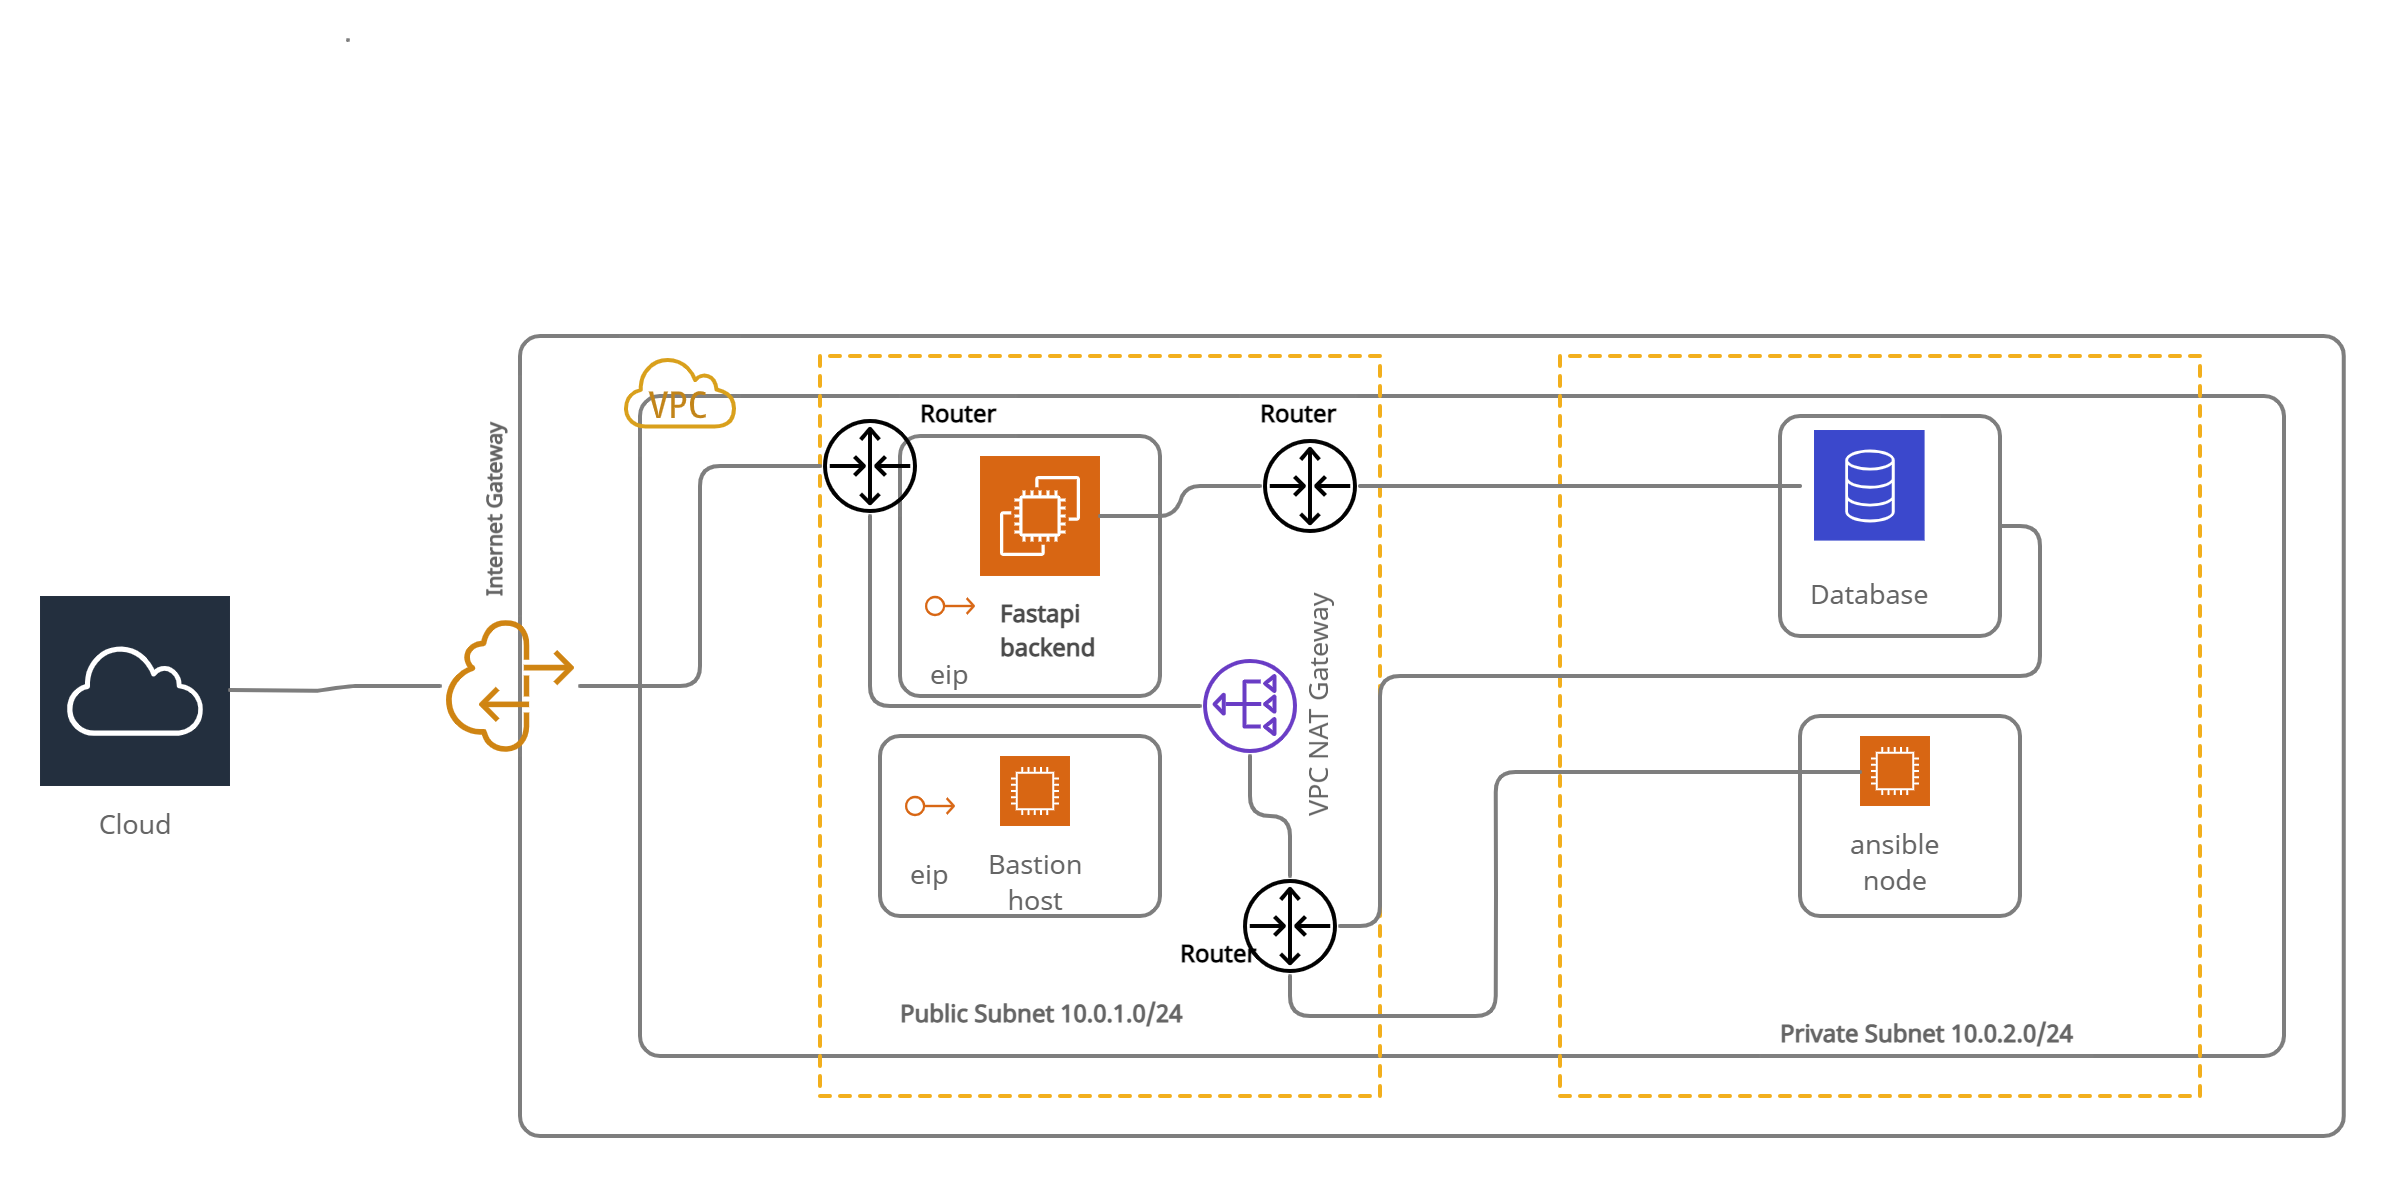 VPC
Router
Router
Internet Gateway
Fastapi
backend
eip
Database
VPC NAT Gateway
Cloud
eip
Bastion
host
ansible
node
Router
Public Subnet 10.0.1.0/24
Private Subnet 10.0.2.0/24